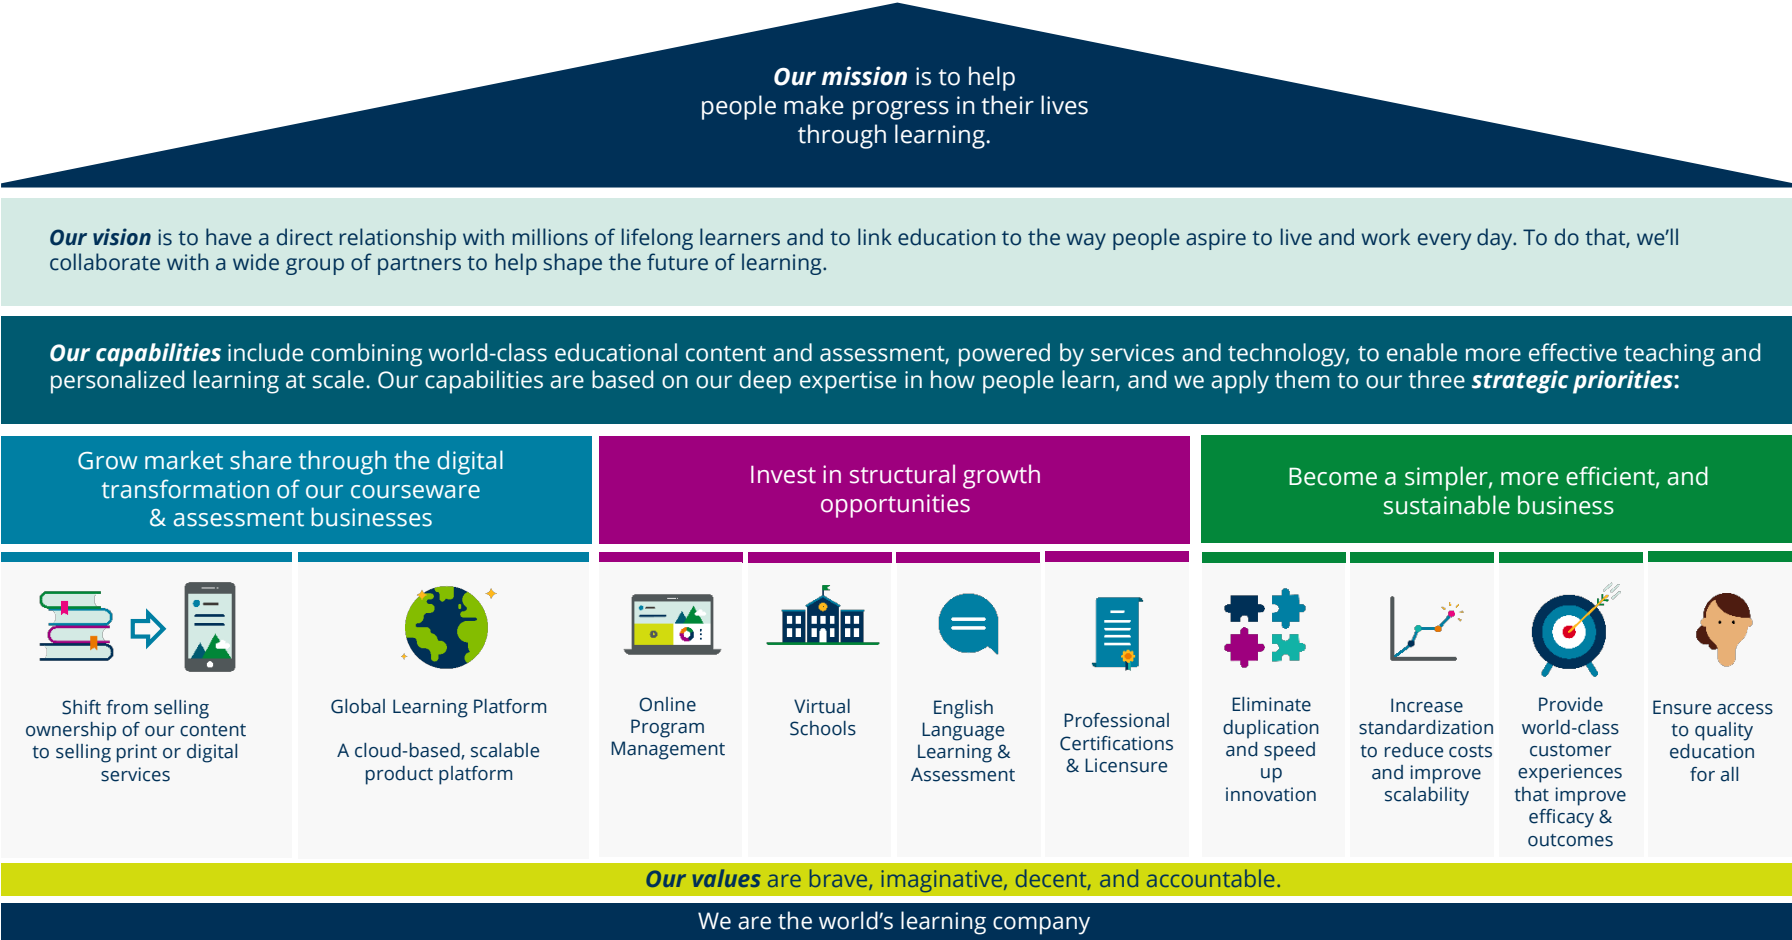 Our mission is to help
people make progress in their lives
through learning.
Our vision is to have a direct relationship with millions of lifelong learners and to link education to the way people aspire to live and work every day. To do that, we’ll
collaborate with a wide group of partners to help shape the future of learning.
Our capabilities include combining world-class educational content and assessment, powered by services and technology, to enable more effective teaching and
personalized learning at scale. Our capabilities are based on our deep expertise in how people learn, and we apply them to our three strategic priorities:
Grow market share through the digital
transformation of our courseware
& assessment businesses
Shift from selling
ownership of our content
to selling print or digital
services
Global Learning Platform
A cloud-based, scalable
product platform
Invest in structural growth
opportunities
Online
Program
Management
Virtual
Schools
English
Language
Learning &
Assessment
Professional
Certifications
& Licensure
Become a simpler, more efficient, and
sustainable business
Eliminate
duplication
and speed
up
innovation
Increase
standardization
to reduce costs
and improve
scalability
Provide
world-class
customer
experiences
that improve
efficacy &
outcomes
Ensure access
to quality
education
for all
Our values are brave, imaginative, decent, and accountable.
We are the world’s learning company